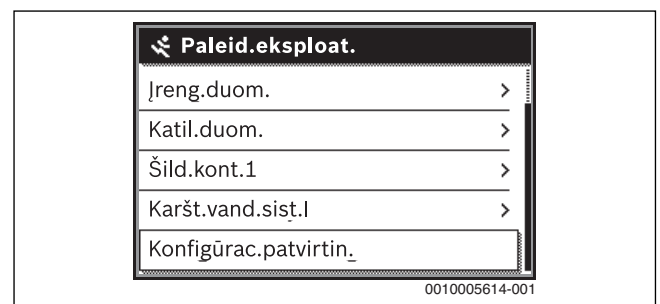 Paleid.eksploat.
Įreng.duom.
Katil.duom.
Šild.kont.1
Karšt.vand.sist.I
Konfigūrac.patvirtin.
0010005614-001